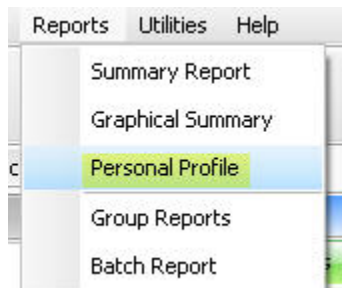 Reports Utilities Help
Summary Report
Graphical Summary
Personal Profile
Group Reports
Batch Report